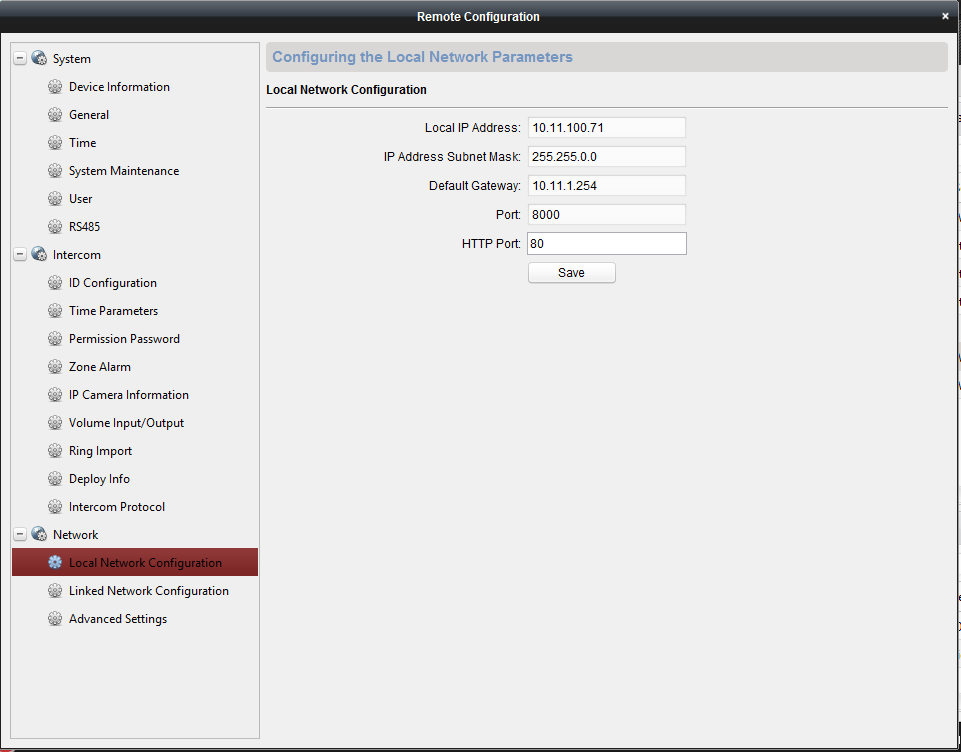 Remote Configuration
×
System
Device Information
General
Time
System Maintenance
User
RS485
Intercom
ID Configuration
Time Parameters
Permission Password
Zone Alarm
IP Camera Information
Volume Input/Output
Ring Import
Deploy Info
Intercom Protocol
Network
Local Network Configuration
Linked Network Configuration
Advanced Settings
Configuring the Local Network Parameters
Local Network Configuration
Local IP Address: 10.11.100.71
IP Address Subnet Mask: 255.255.0.0
Default Gateway: 10.11.1.254
Port: 8000
HTTP Port: 80
Save